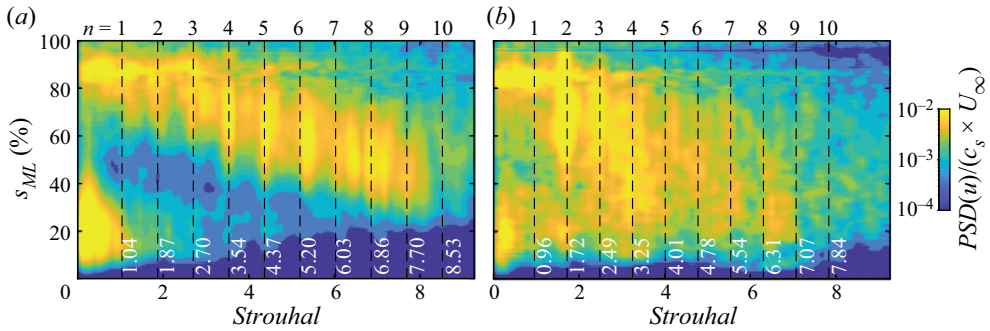 (a) n = 1 2 3 4 5 6 7 8 9 10
(b) 1 2 3 4 5 6 7 8 9 10
100
80
60
40
20
0
s_ML (%)
1.04 1.87 2.70 3.54 4.37 5.20 6.03 6.86 7.70 8.53
0.96 1.72 2.49 3.25 4.01 4.78 5.54 6.31 7.07 7.84
0 2 4 6 8
0 2 4 6 8
Strouhal
Strouhal
10⁻²
10⁻³
10⁻⁴
PSD(u)/(c_s × U_∞)